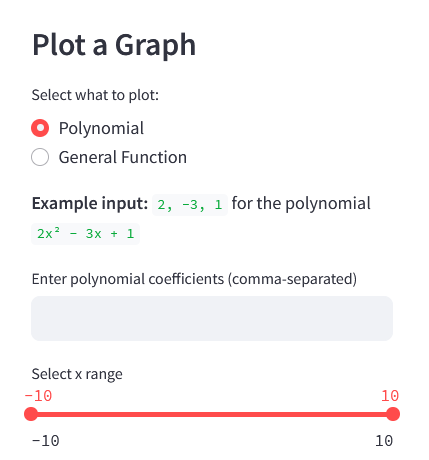 Plot a Graph
Select what to plot:
Polynomial
General Function
Example input: 2, -3, 1 for the polynomial
2x² - 3x + 1
Enter polynomial coefficients (comma-separated)
Select x range
-10 10
-10 10